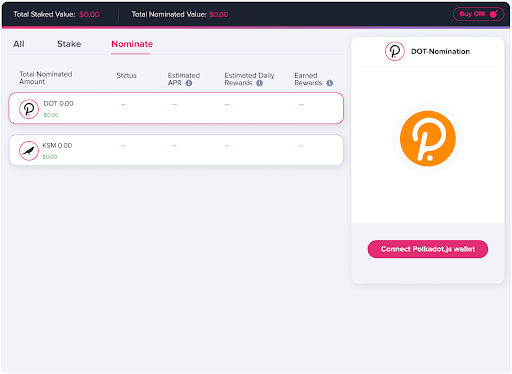 Total Staked Value: $0.00 Total Nominated Value: $0.00 Buy OM
All Stake Nominate
DOT-Nomination
Total Nominated Amount Status Estimated APR Estimated Daily Rewards Earned Rewards
DOT 0.00 -- -- -- --
$0.00
KSM 0.00 -- -- -- --
$0.00
Connect Polkadot.js wallet